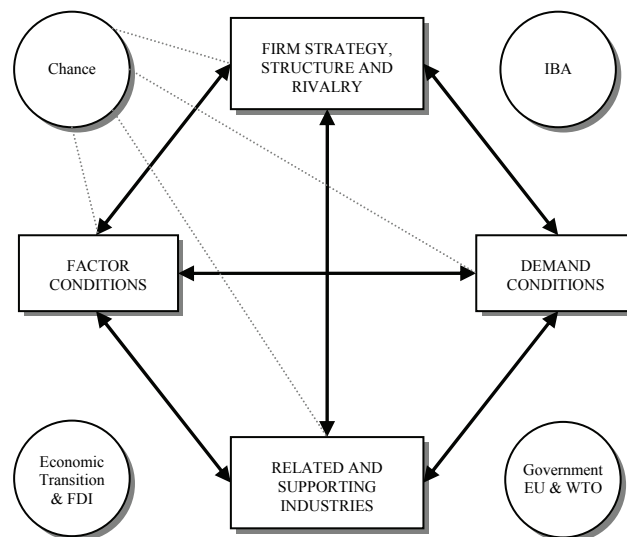 Chance
FIRM STRATEGY,
STRUCTURE AND
RIVALRY
IBA
FACTOR
CONDITIONS
DEMAND
CONDITIONS
Economic
Transition
& FDI
RELATED AND
SUPPORTING
INDUSTRIES
Government
EU & WTO